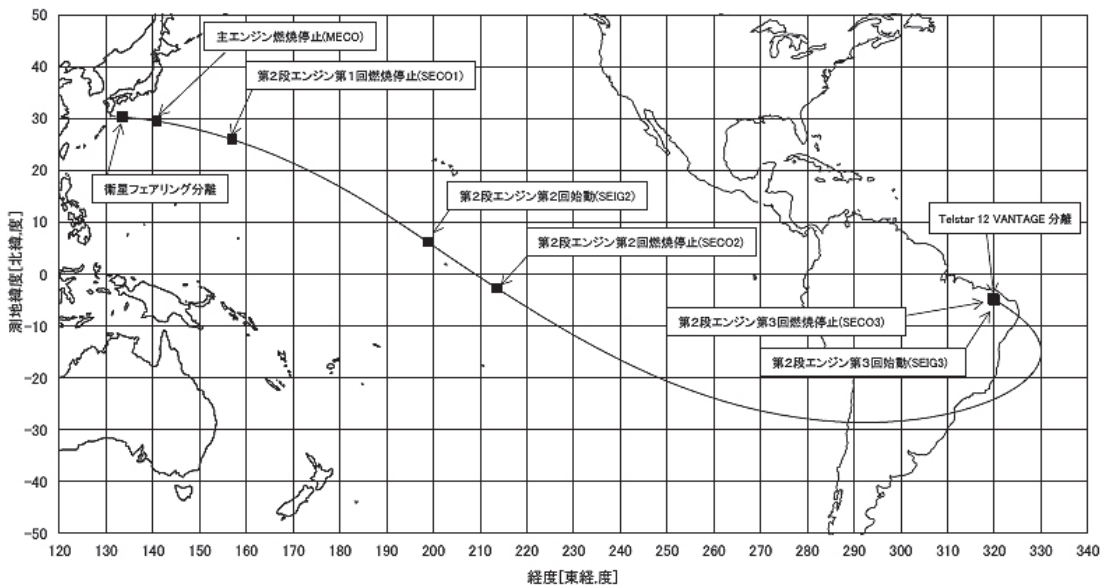 主エンジン燃焼停止(MECO)
第2段エンジン第1回燃焼停止(SECO1)
衛星フェアリング分離
第2段エンジン第2回始動(SEIG2)
Telstar 12 VANTAGE 分離
第2段エンジン第2回燃焼停止(SECO2)
第2段エンジン第3回燃焼停止(SECO3)
第2段エンジン第3回始動(SEIG3)
測地緯度[北緯,度]
50
40
30
20
10
0
-10
-20
-30
-40
-50
120 130 140 150 160 170 180 190 200 210 220 230 240 250 260 270 280 290 300 310 320 330 340
経度[東経,度]